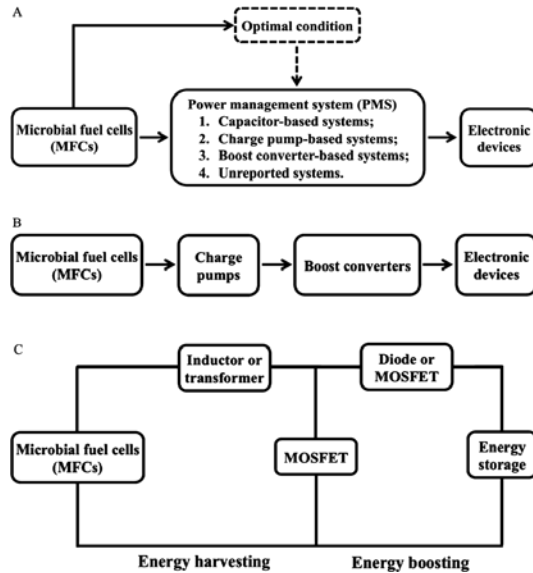 A
Optimal condition
Microbial fuel cells
(MFCs)
Power management system (PMS)
1. Capacitor-based systems;
2. Charge pump-based systems;
3. Boost converter-based systems;
4. Unreported systems.
Electronic
devices
B
Microbial fuel cells
(MFCs)
Charge
pumps
Boost converters
Electronic
devices
C
Inductor or
transformer
Diode or
MOSFET
Microbial fuel cells
(MFCs)
MOSFET
Energy
storage
Energy harvesting
Energy boosting